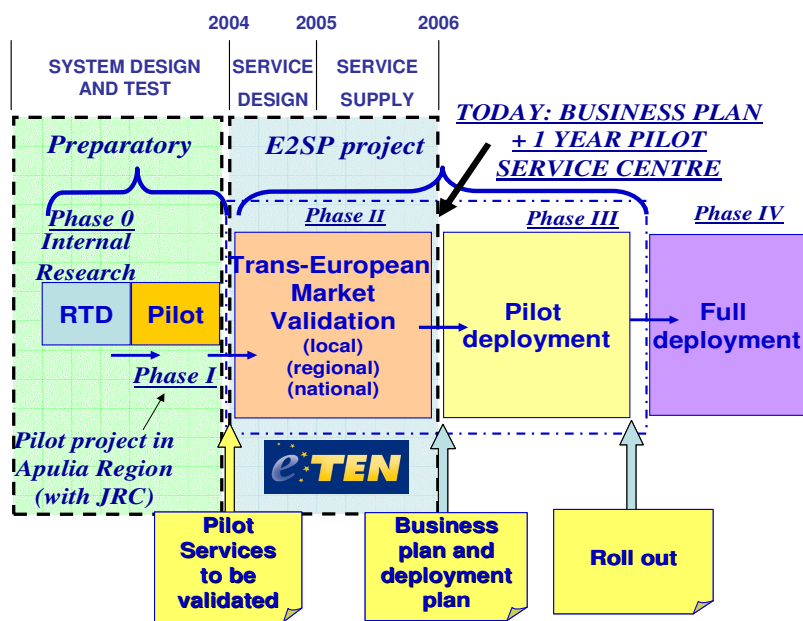 2004 2005 2006
SYSTEM DESIGN
AND TEST
SERVICE
DESIGN
SERVICE
SUPPLY
TODAY: BUSINESS PLAN
+ 1 YEAR PILOT
SERVICE CENTRE
Preparatory
E2SP project
Phase 0
Internal
Research
Phase II
Phase III
Phase IV
RTD
Pilot
Trans-European
Market
Validation
(local)
(regional)
(national)
Pilot
deployment
Full
deployment
Phase I
Pilot project in
Apulia Region
(with JRC)
e:TEN
Pilot
Services
to be
validated
Business
plan and
deployment
plan
Roll out